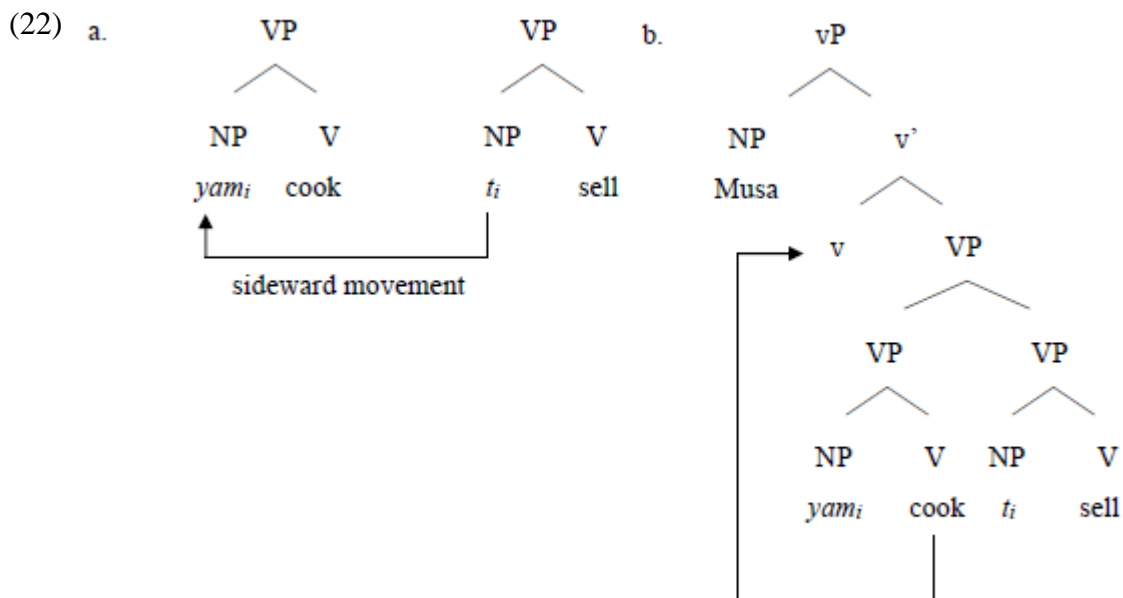 (22) a. VP VP b. vP
NP V NP V NP v’
yamᵢ cook tᵢ sell Musa
v VP
sideward movement
VP VP
NP V NP V
yamᵢ cook tᵢ sell